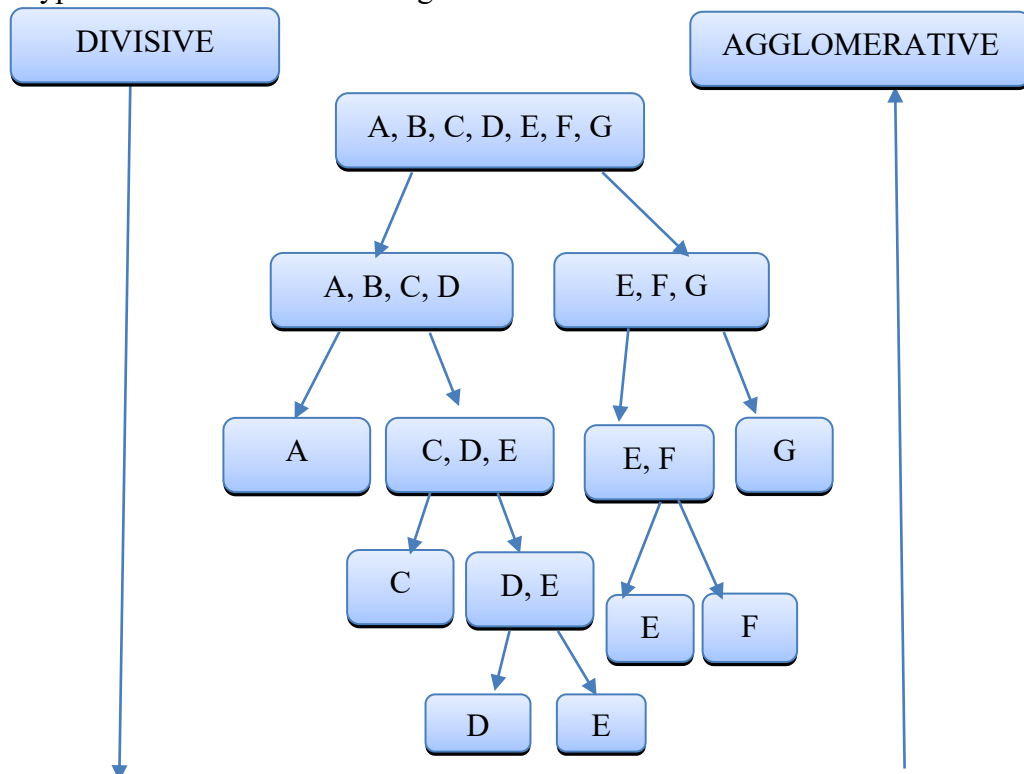 DIVISIVE
AGGLOMERATIVE
A, B, C, D, E, F, G
A, B, C, D
E, F, G
A
C, D, E
E, F
G
C
D, E
E
F
D
E